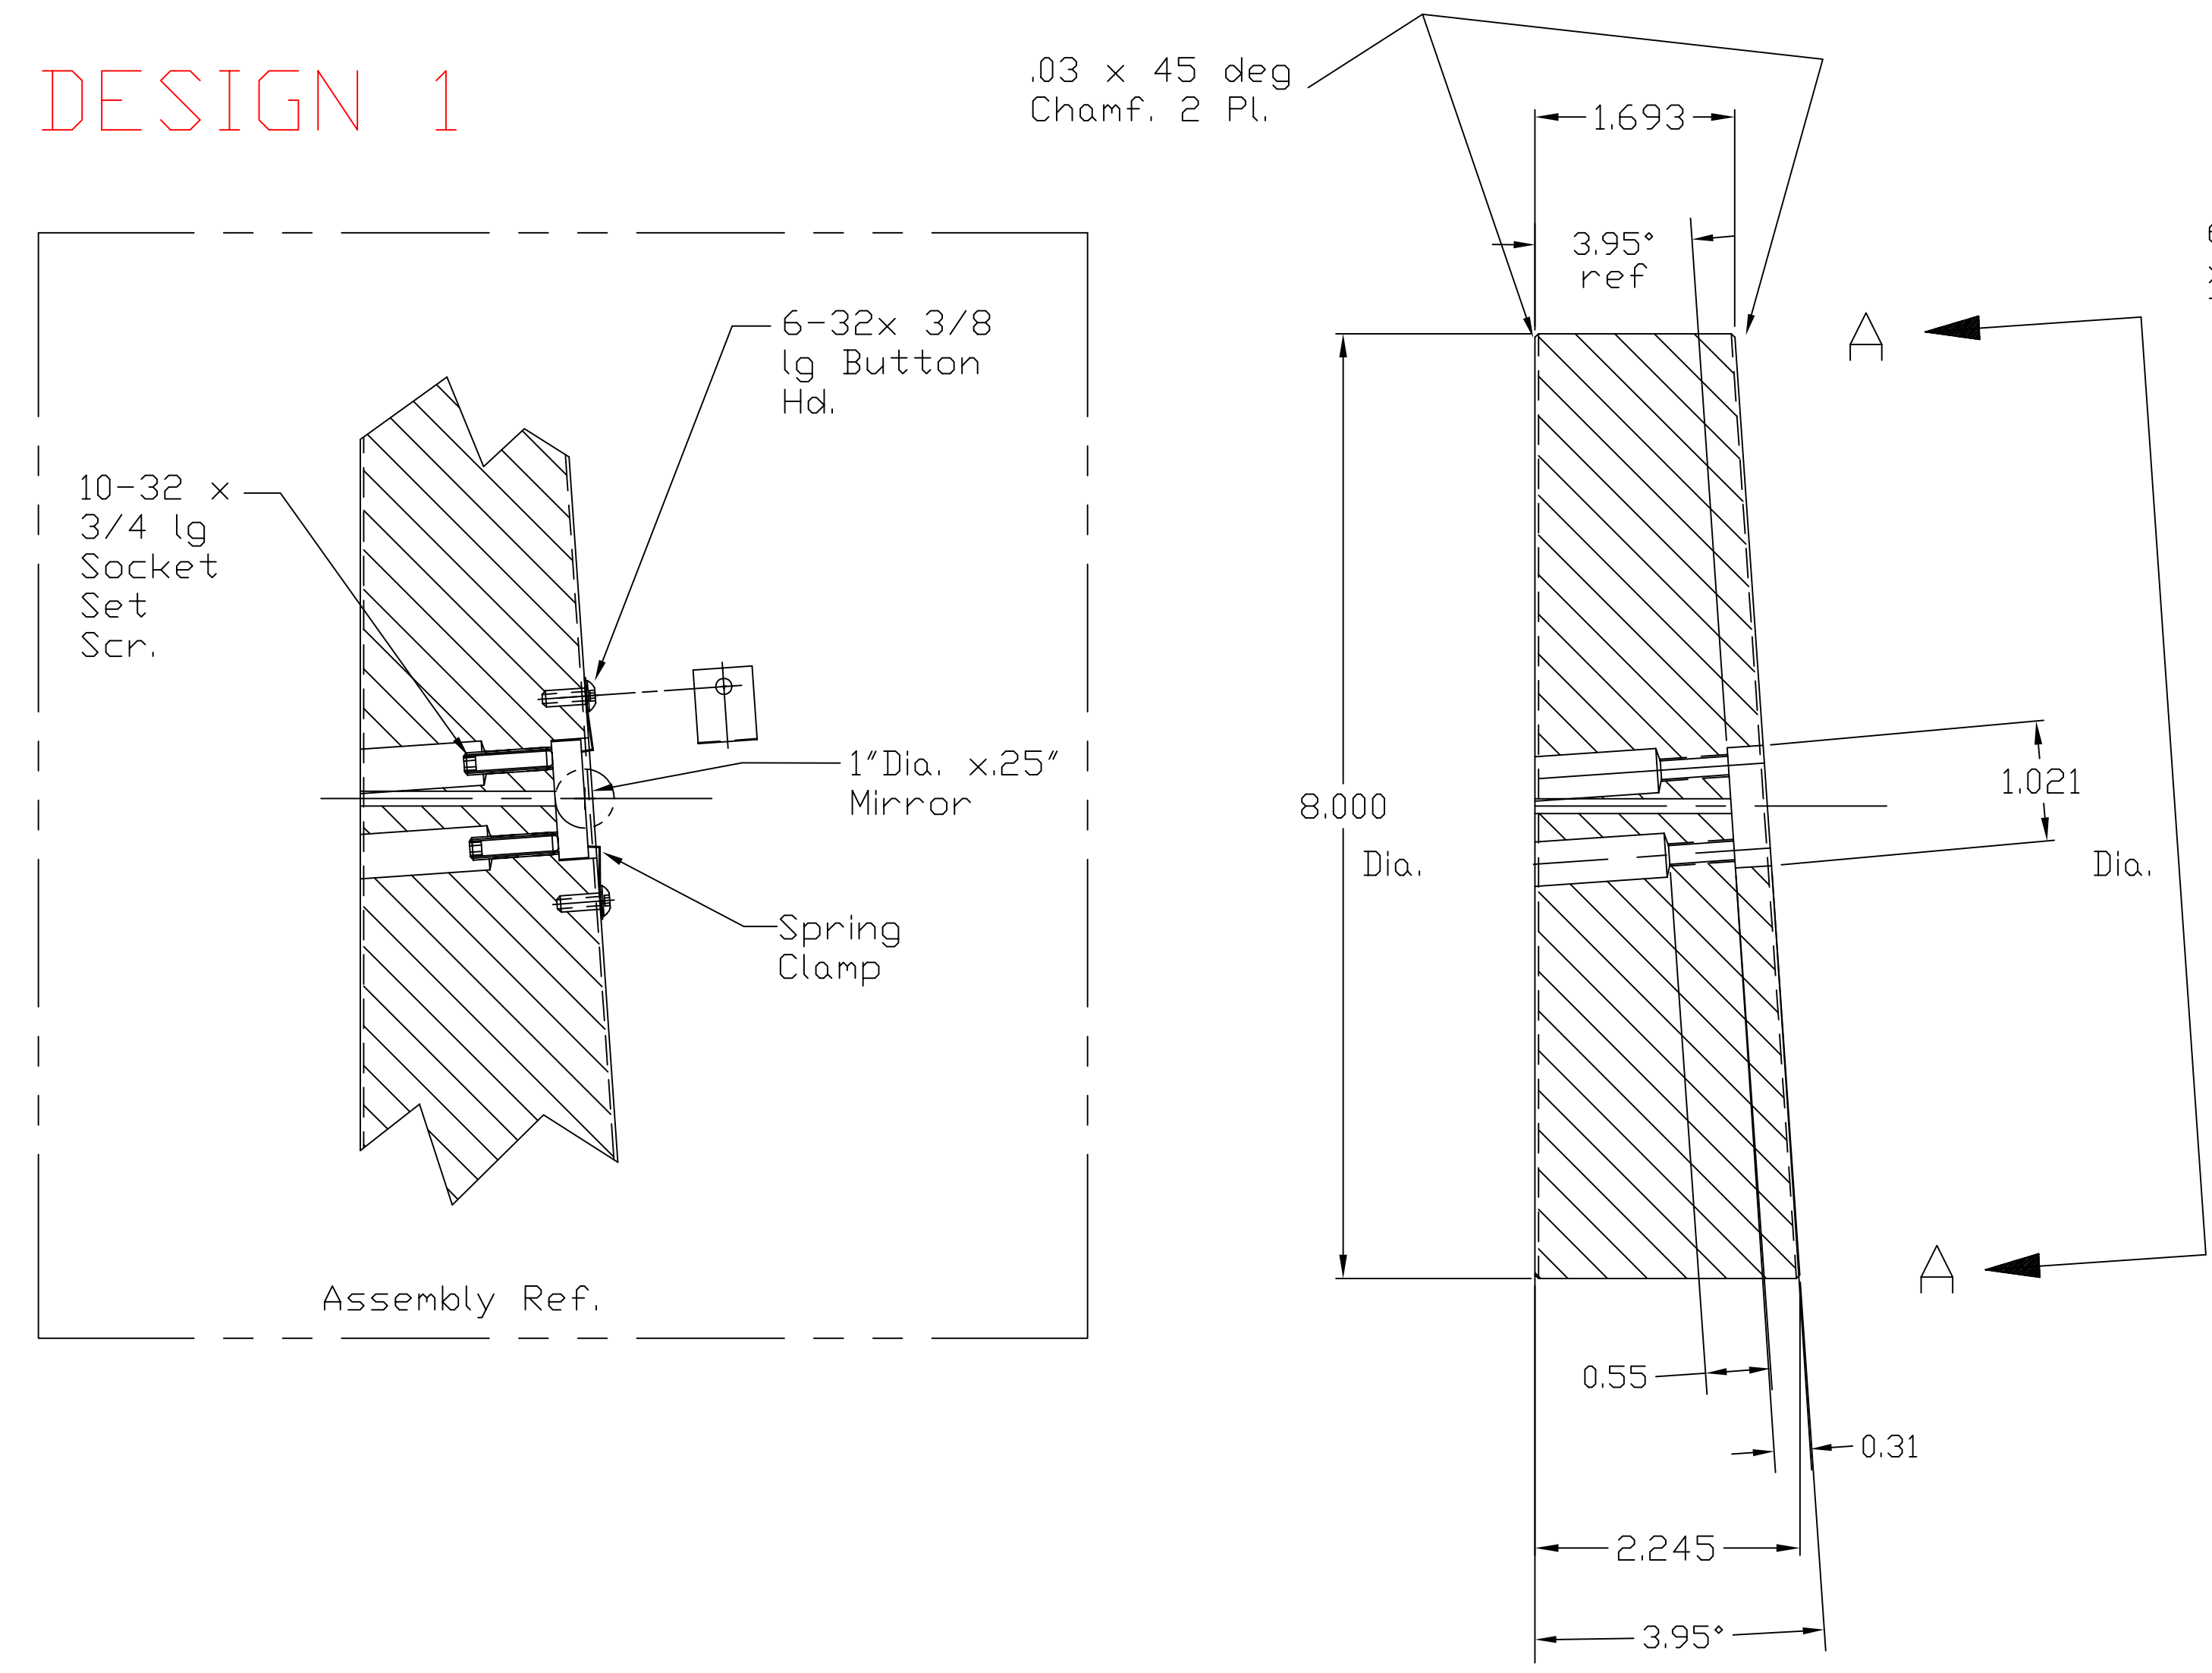 DESIGN 1
.03 x 45 deg
Chamf. 2 Pl.
1.693
3.95°
ref
A
6-32x 3/8
lg Button
Hd.
10-32 x
3/4 lg
Socket
Set
Scr.
1"Dia. x.25"
Mirror
1.021
8.000
Dia.
Dia.
Spring
Clamp
A
Assembly Ref.
0.55
0.31
2.245
3.95°